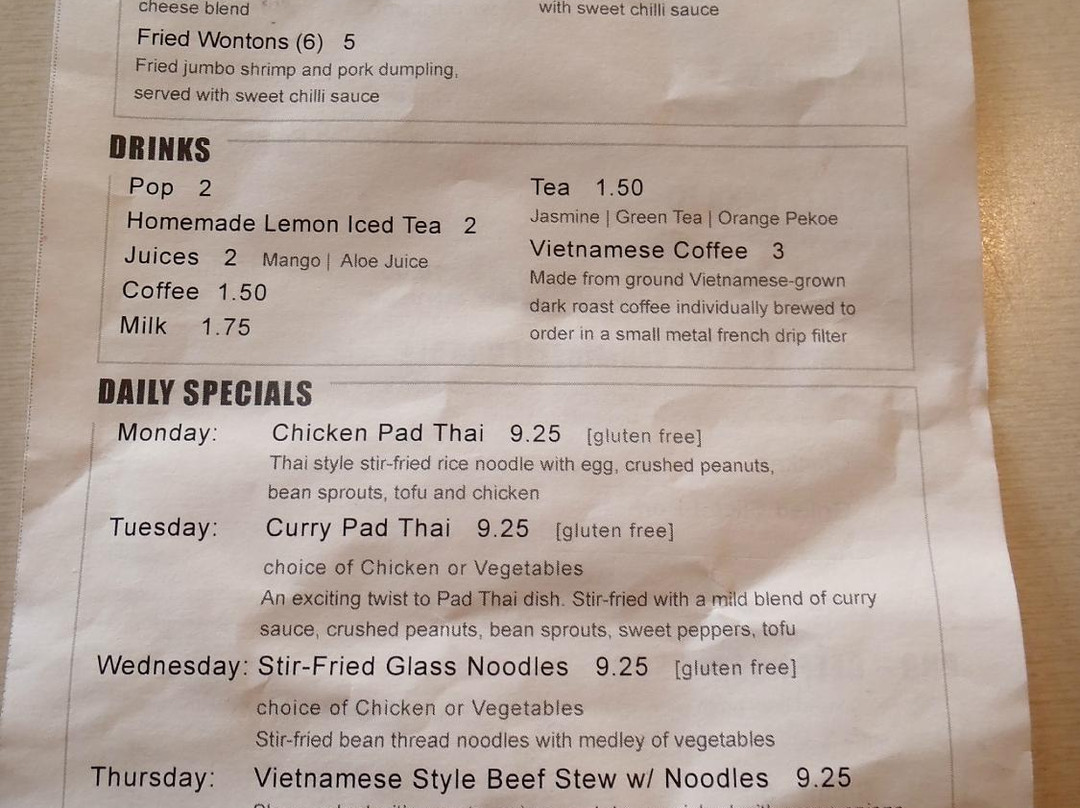 cheese blend
with sweet chilli sauce
Fried Wontons (6) 5
Fried jumbo shrimp and pork dumpling,
served with sweet chilli sauce
DRINKS
Pop 2
Homemade Lemon Iced Tea 2
Juices 2 Mango | Aloe Juice
Coffee 1.50
Milk 1.75
Tea 1.50
Jasmine | Green Tea | Orange Pekoe
Vietnamese Coffee 3
Made from ground Vietnamese-grown
dark roast coffee individually brewed to
order in a small metal french drip filter
DAILY SPECIALS
Monday: Chicken Pad Thai 9.25 [gluten free]
Thai style stir-fried rice noodle with egg, crushed peanuts,
bean sprouts, tofu and chicken
Tuesday: Curry Pad Thai 9.25 [gluten free]
choice of Chicken or Vegetables
An exciting twist to Pad Thai dish. Stir-fried with a mild blend of curry
sauce, crushed peanuts, bean sprouts, sweet peppers, tofu
Wednesday: Stir-Fried Glass Noodles 9.25 [gluten free]
choice of Chicken or Vegetables
Stir-fried bean thread noodles with medley of vegetables
Thursday: Vietnamese Style Beef Stew w/ Noodles 9.25